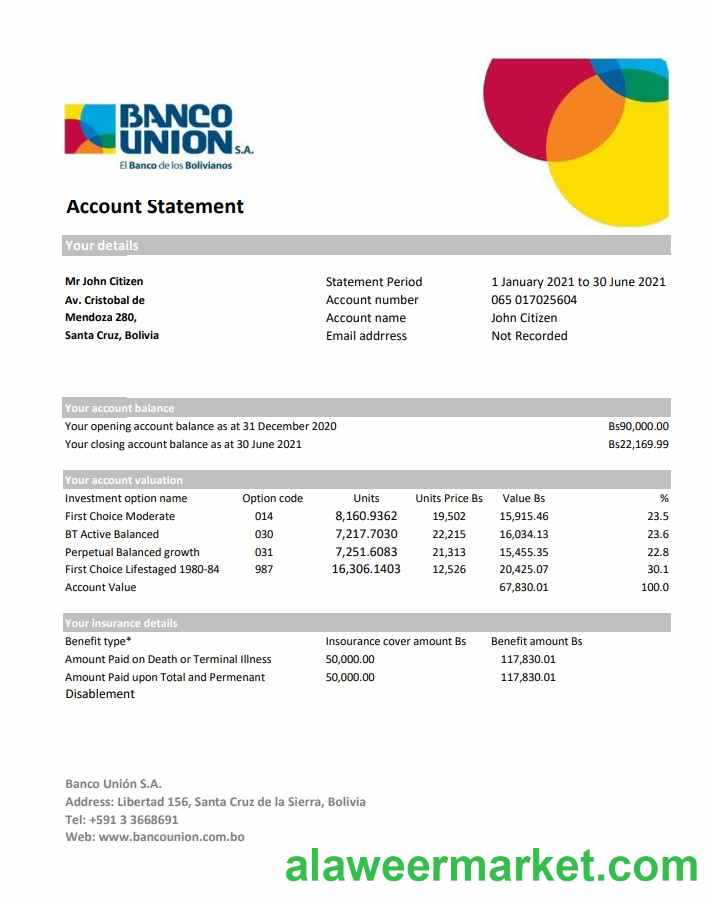 BANCO
UNION S.A.
El Banco de los Bolivianos
Account Statement
Your details
Mr John Citizen Statement Period 1 January 2021 to 30 June 2021
Av. Cristobal de Account number 065 017025604
Mendoza 280, Account name John Citizen
Santa Cruz, Bolivia Email addrress Not Recorded
Your account balance
Your opening account balance as at 31 December 2020 Bs90,000.00
Your closing account balance as at 30 June 2021 Bs22,169.99
Your account valuation
Investment option name Option code Units Units Price Bs Value Bs %
First Choice Moderate 014 8,160.9362 19,502 15,915.46 23.5
BT Active Balanced 030 7,217.7030 22,215 16,034.13 23.6
Perpetual Balanced growth 031 7,251.6083 21,313 15,455.35 22.8
First Choice Lifestaged 1980-84 987 16,306.1403 12,526 20,425.07 30.1
Account Value 67,830.01 100.0
Your insurance details
Benefit type* Insourance cover amount Bs Benefit amount Bs
Amount Paid on Death or Terminal Illness 50,000.00 117,830.01
Amount Paid upon Total and Permenant 50,000.00 117,830.01
Disablement
Banco Unión S.A.
Address: Libertad 156, Santa Cruz de la Sierra, Bolivia
Tel: +591 3 3668691
Web: www.bancounion.com.bo
alaweermarket.com